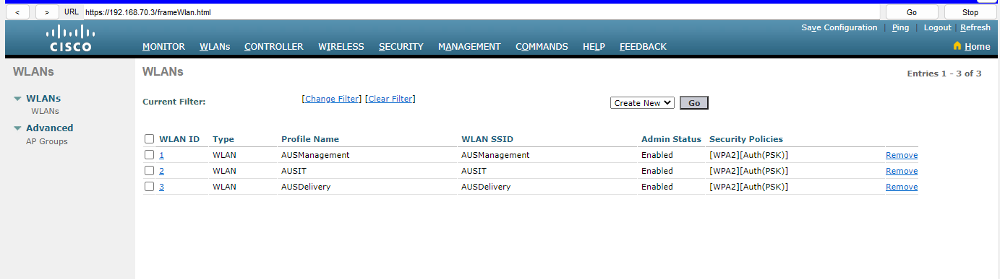 < > URL https://192.168.70.3/frameWlan.html Go Stop
Save Configuration | Ping | Logout | Refresh
CISCO MONITOR WLANs CONTROLLER WIRELESS SECURITY MANAGEMENT COMMANDS HELP FEEDBACK Home
WLANs
WLANs
WLANs
Advanced
AP Groups
WLANs
Entries 1 - 3 of 3
Current Filter: [Change Filter] [Clear Filter] Create New Go
WLAN ID Type Profile Name WLAN SSID Admin Status Security Policies
1 WLAN AUSManagement AUSManagement Enabled [WPA2][Auth(PSK)] Remove
2 WLAN AUSIT AUSIT Enabled [WPA2][Auth(PSK)] Remove
3 WLAN AUSDelivery AUSDelivery Enabled [WPA2][Auth(PSK)] Remove